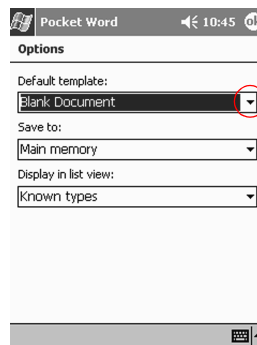 Pocket Word 10:45 ok
Options
Default template:
Blank Document
Save to:
Main memory
Display in list view:
Known types